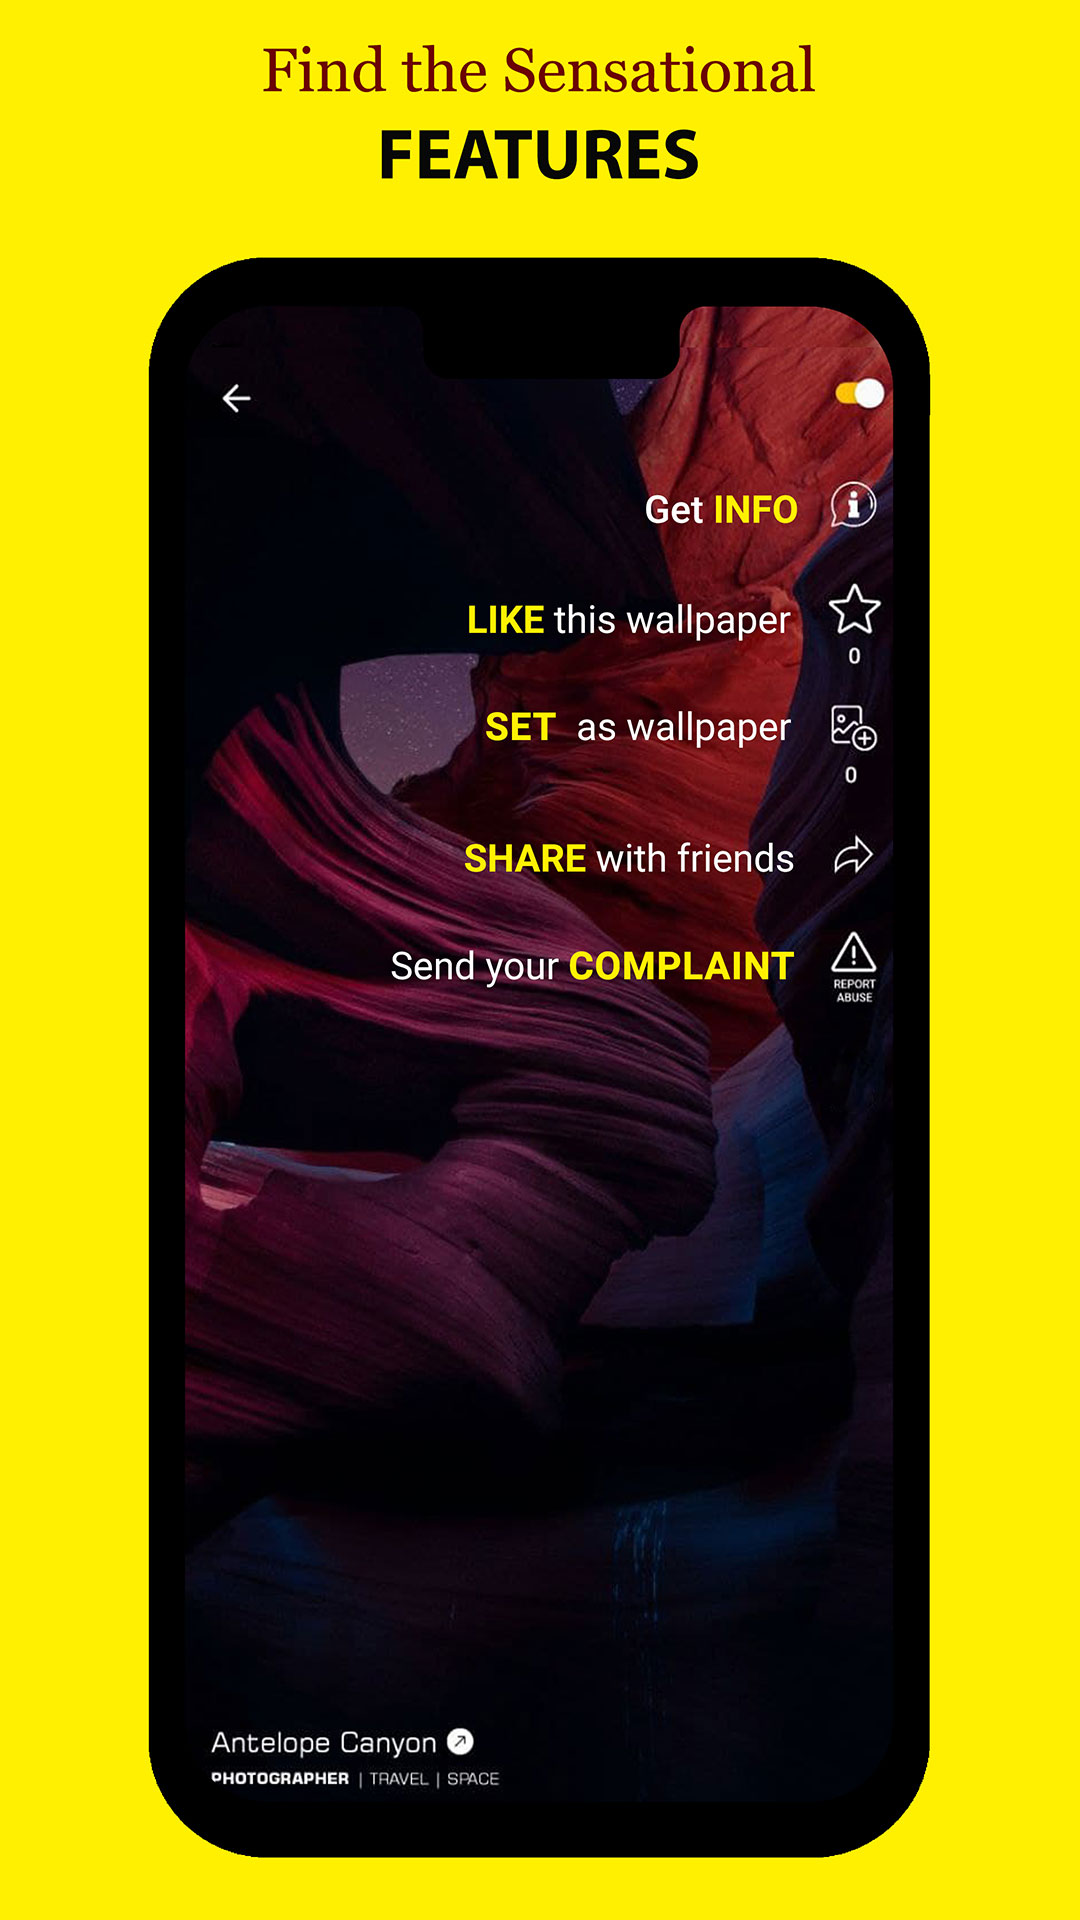 Find the Sensational
FEATURES
Get INFO
LIKE this wallpaper
0
SET as wallpaper
0
SHARE with friends
Send your COMPLAINT
REPORT
ABUSE
Antelope Canyon
PHOTOGRAPHER | TRAVEL | SPACE